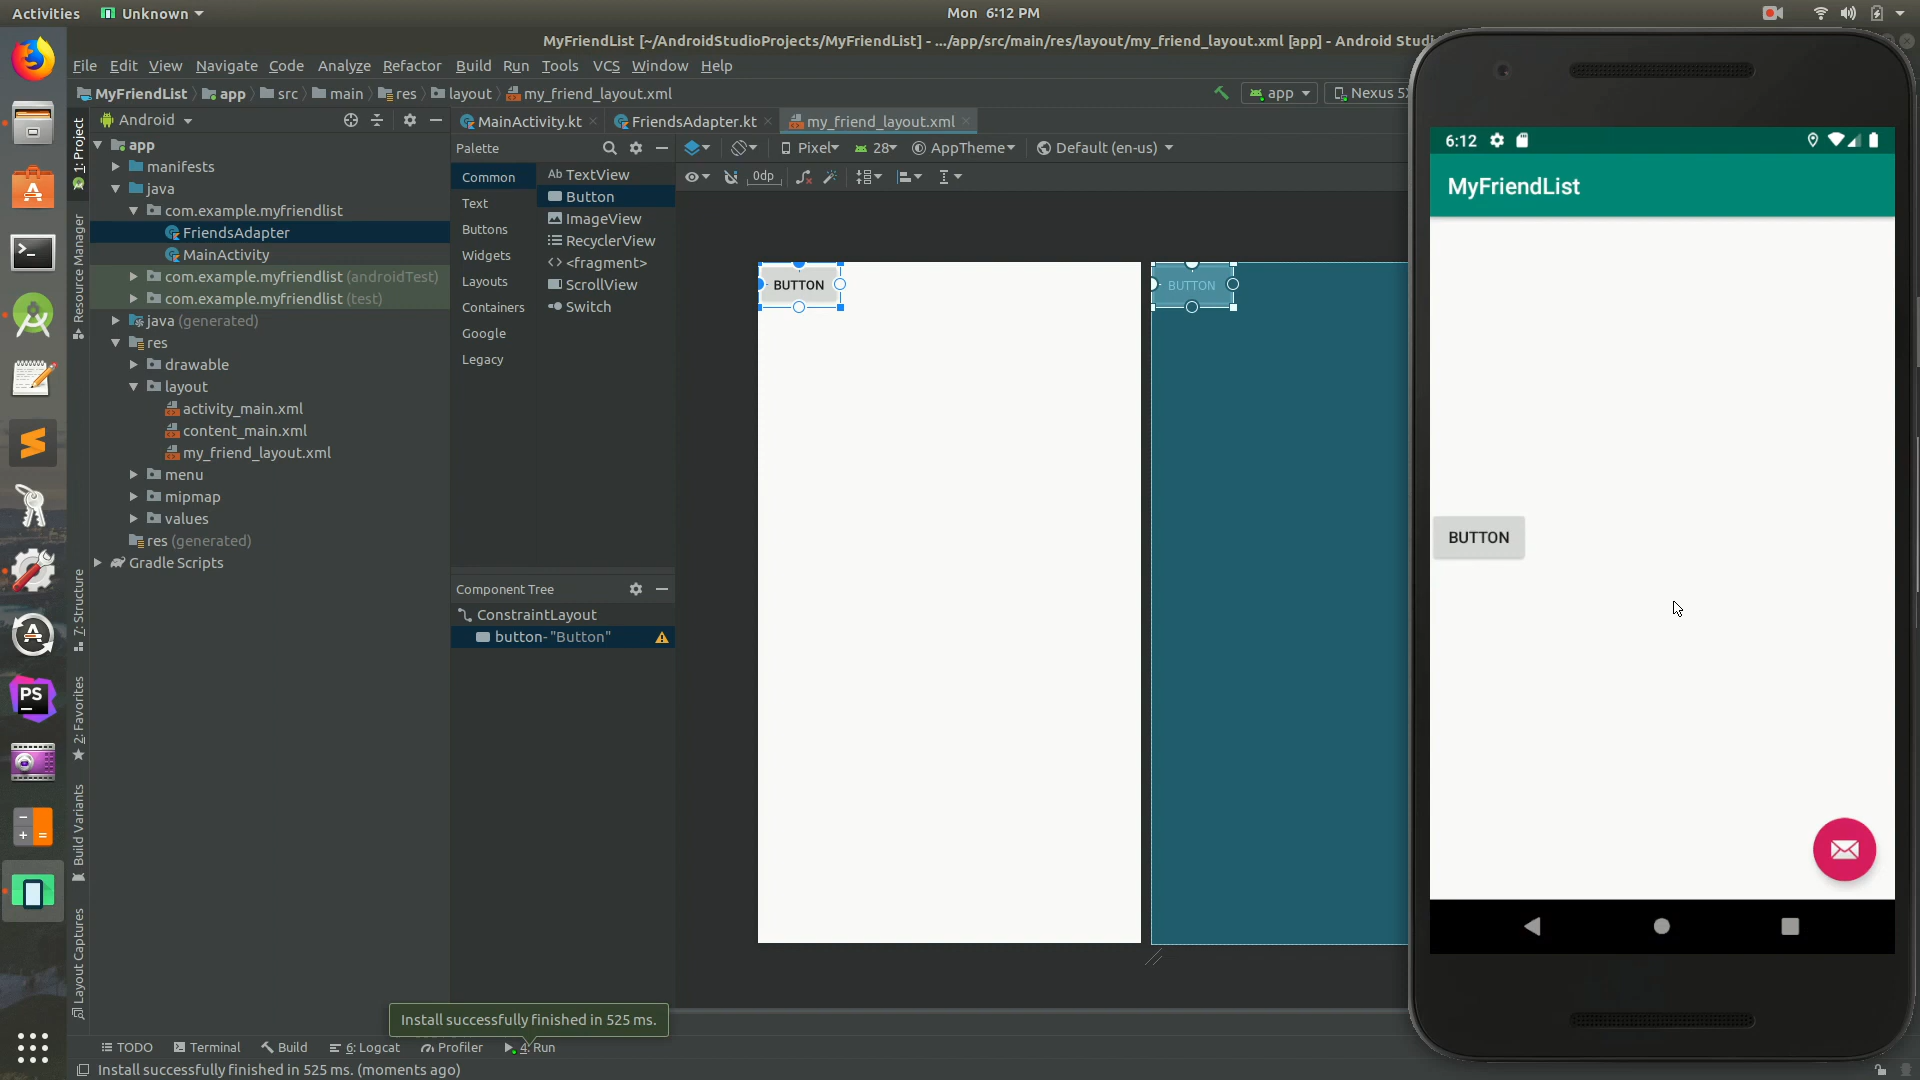 Activities
Unknown
Mon 6:12 PM
MyFriendList [~/AndroidStudioProjects/MyFriendList] - .../app/src/main/res/layout/my_friend_layout.xml [app] - Android Studi
File Edit View Navigate Code Analyze Refactor Build Run Tools VCS Window Help
MyFriendList app src main res layout my_friend_layout.xml
app
Nexus 5
1: Project
Resource Manager
7: Structure
2: Favorites
Build Variants
Layout Captures
Android
app
manifests
java
com.example.myfriendlist
FriendsAdapter
MainActivity
com.example.myfriendlist (androidTest)
com.example.myfriendlist (test)
java (generated)
res
drawable
layout
activity_main.xml
content_main.xml
my_friend_layout.xml
menu
mipmap
values
res (generated)
Gradle Scripts
MainActivity.kt
FriendsAdapter.kt
my_friend_layout.xml
Palette
Common
Text
Buttons
Widgets
Layouts
Containers
Google
Legacy
Ab TextView
Button
ImageView
RecyclerView
<> <fragment>
ScrollView
Switch
Pixel
28
AppTheme
Default (en-us)
0dp
BUTTON
BUTTON
Component Tree
ConstraintLayout
button- "Button"
6:12
MyFriendList
BUTTON
PS
Install successfully finished in 525 ms.
TODO
Terminal
Build
6: Logcat
Profiler
4: Run
Install successfully finished in 525 ms. (moments ago)